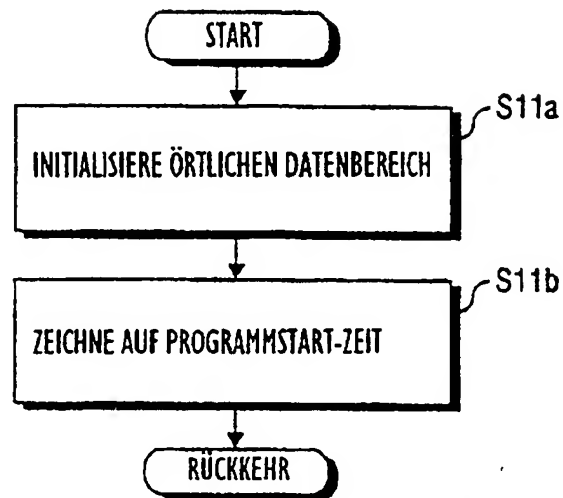 START
S11a
INITIALISIERE ÖRTLICHEN DATENBEREICH
S11b
ZEICHNE AUF PROGRAMMSTART-ZEIT
RÜCKKEHR